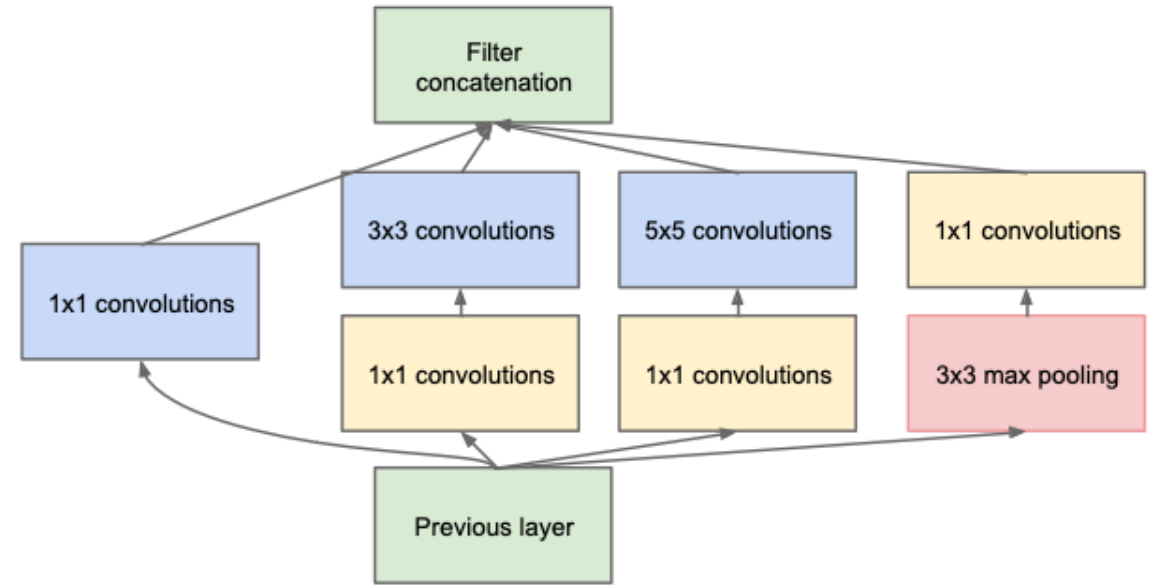 Filter
concatenation
3x3 convolutions
5x5 convolutions
1x1 convolutions
1x1 convolutions
1x1 convolutions
1x1 convolutions
3x3 max pooling
Previous layer